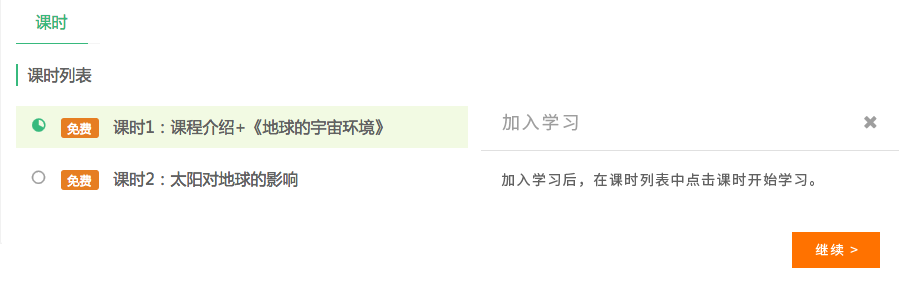 课时
课时列表
免费 课时1：课程介绍+《地球的宇宙环境》
免费 课时2：太阳对地球的影响
加入学习
加入学习后，在课时列表中点击课时开始学习。
继续 >